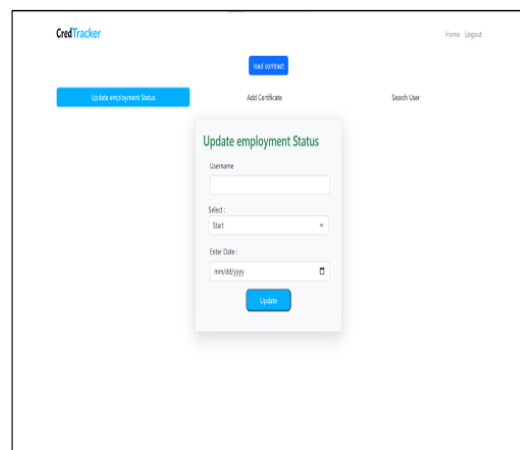 CredTracker
Home Logout
load contract
Update employment Status Add Certificate Search User
Update employment Status
Username
Select :
Start
Enter Date :
mm/dd/yyyy
Update